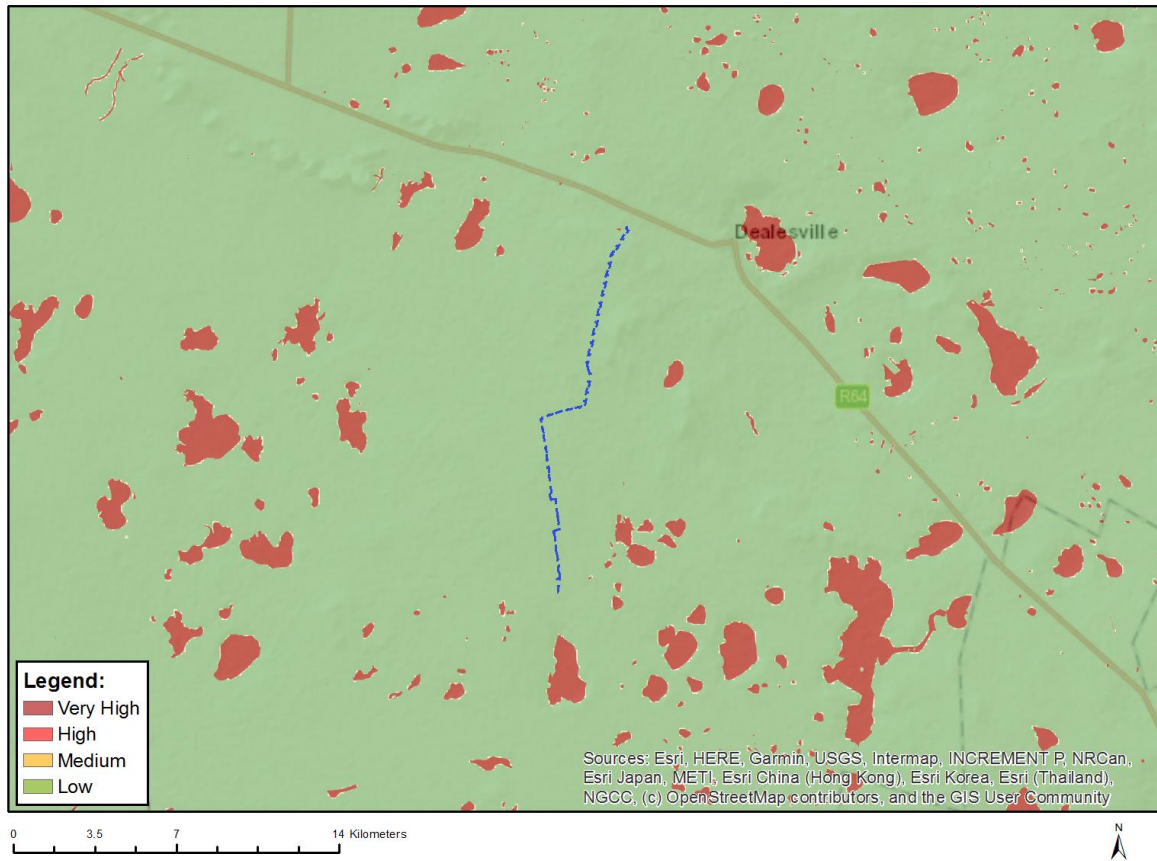 Dealesville
R64
Legend:
Very High
High
Medium
Low
Sources: Esri, HERE, Garmin, USGS, Intermap, INCREMENT P, NRCan,
Esri Japan, METI, Esri China (Hong Kong), Esri Korea, Esri (Thailand),
NGCC, (c) OpenStreetMap contributors, and the GIS User Community
0 3.5 7 14 Kilometers
N